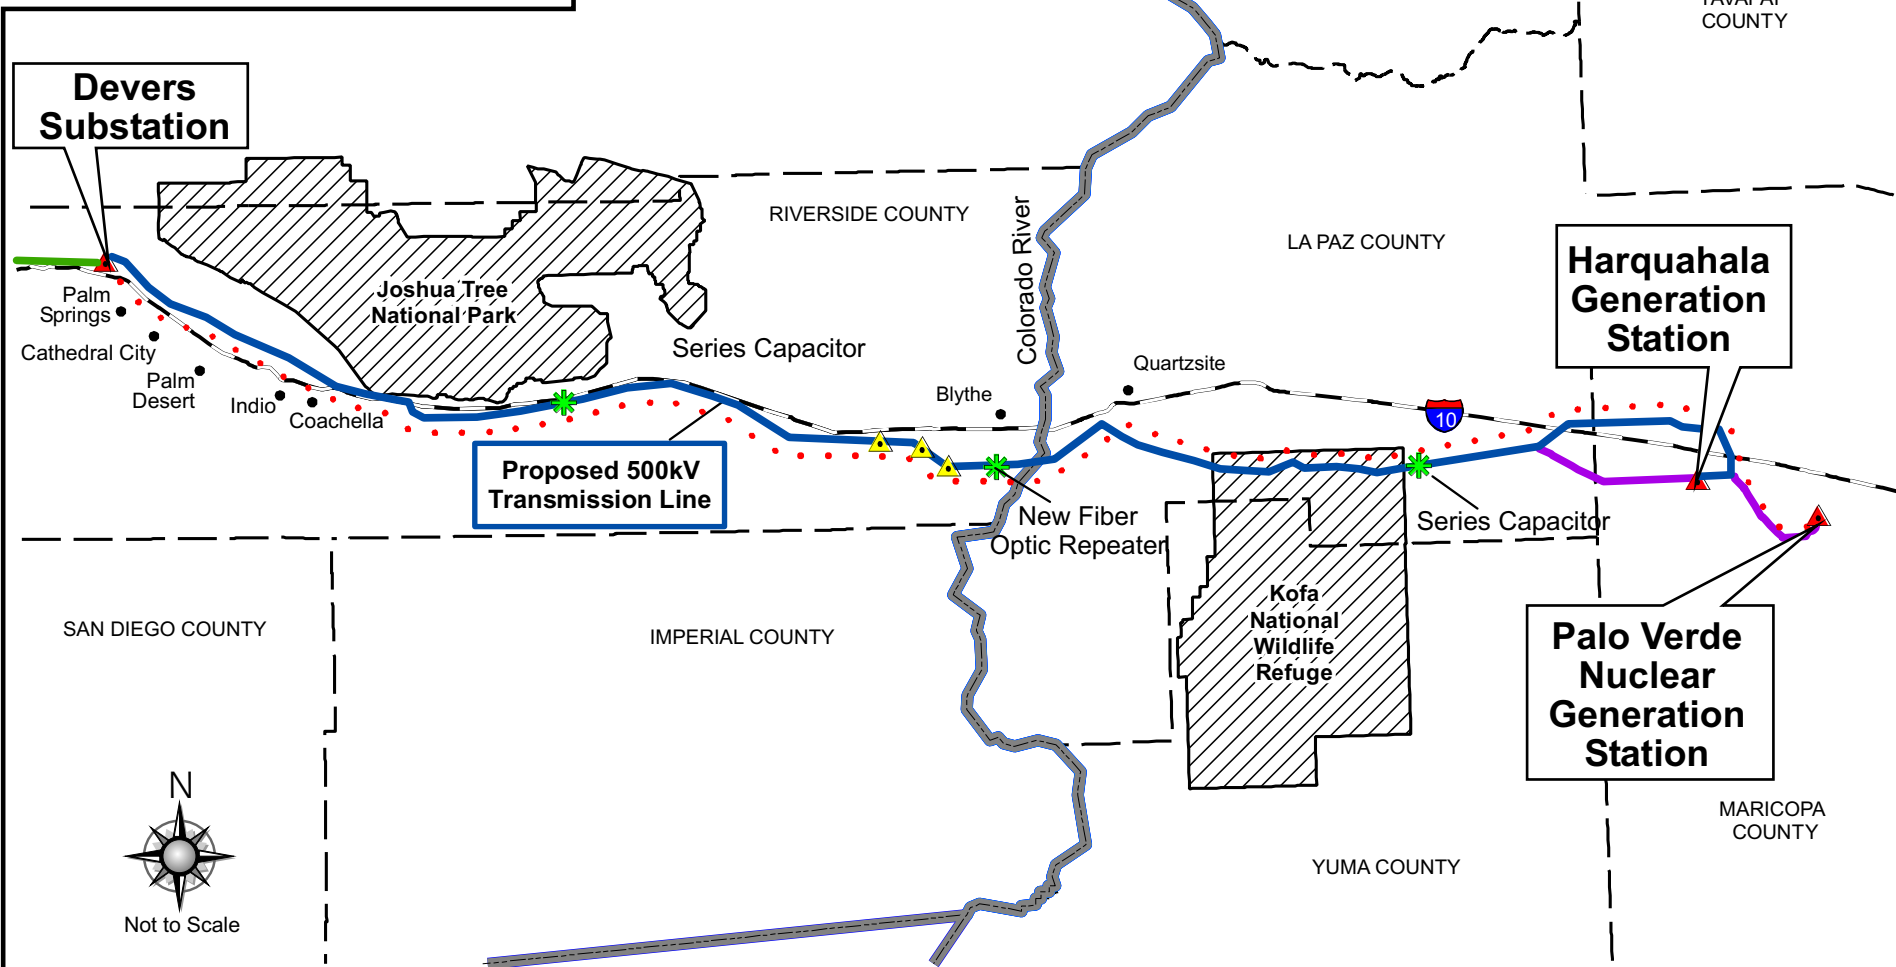 COUNTY
Devers
Substation
RIVERSIDE COUNTY
Colorado River
LA PAZ COUNTY
Harquahala
Generation
Station
Palm
Springs
Joshua Tree
National Park
Cathedral City
Series Capacitor
Quartzsite
Palm
Desert
Blythe
Indio
Coachella
10
Proposed 500kV
Transmission Line
New Fiber
Optic Repeater
Series Capacitor
Kofa
National
Wildlife
Refuge
SAN DIEGO COUNTY
IMPERIAL COUNTY
Palo Verde
Nuclear
Generation
Station
N
Not to Scale
MARICOPA
COUNTY
YUMA COUNTY